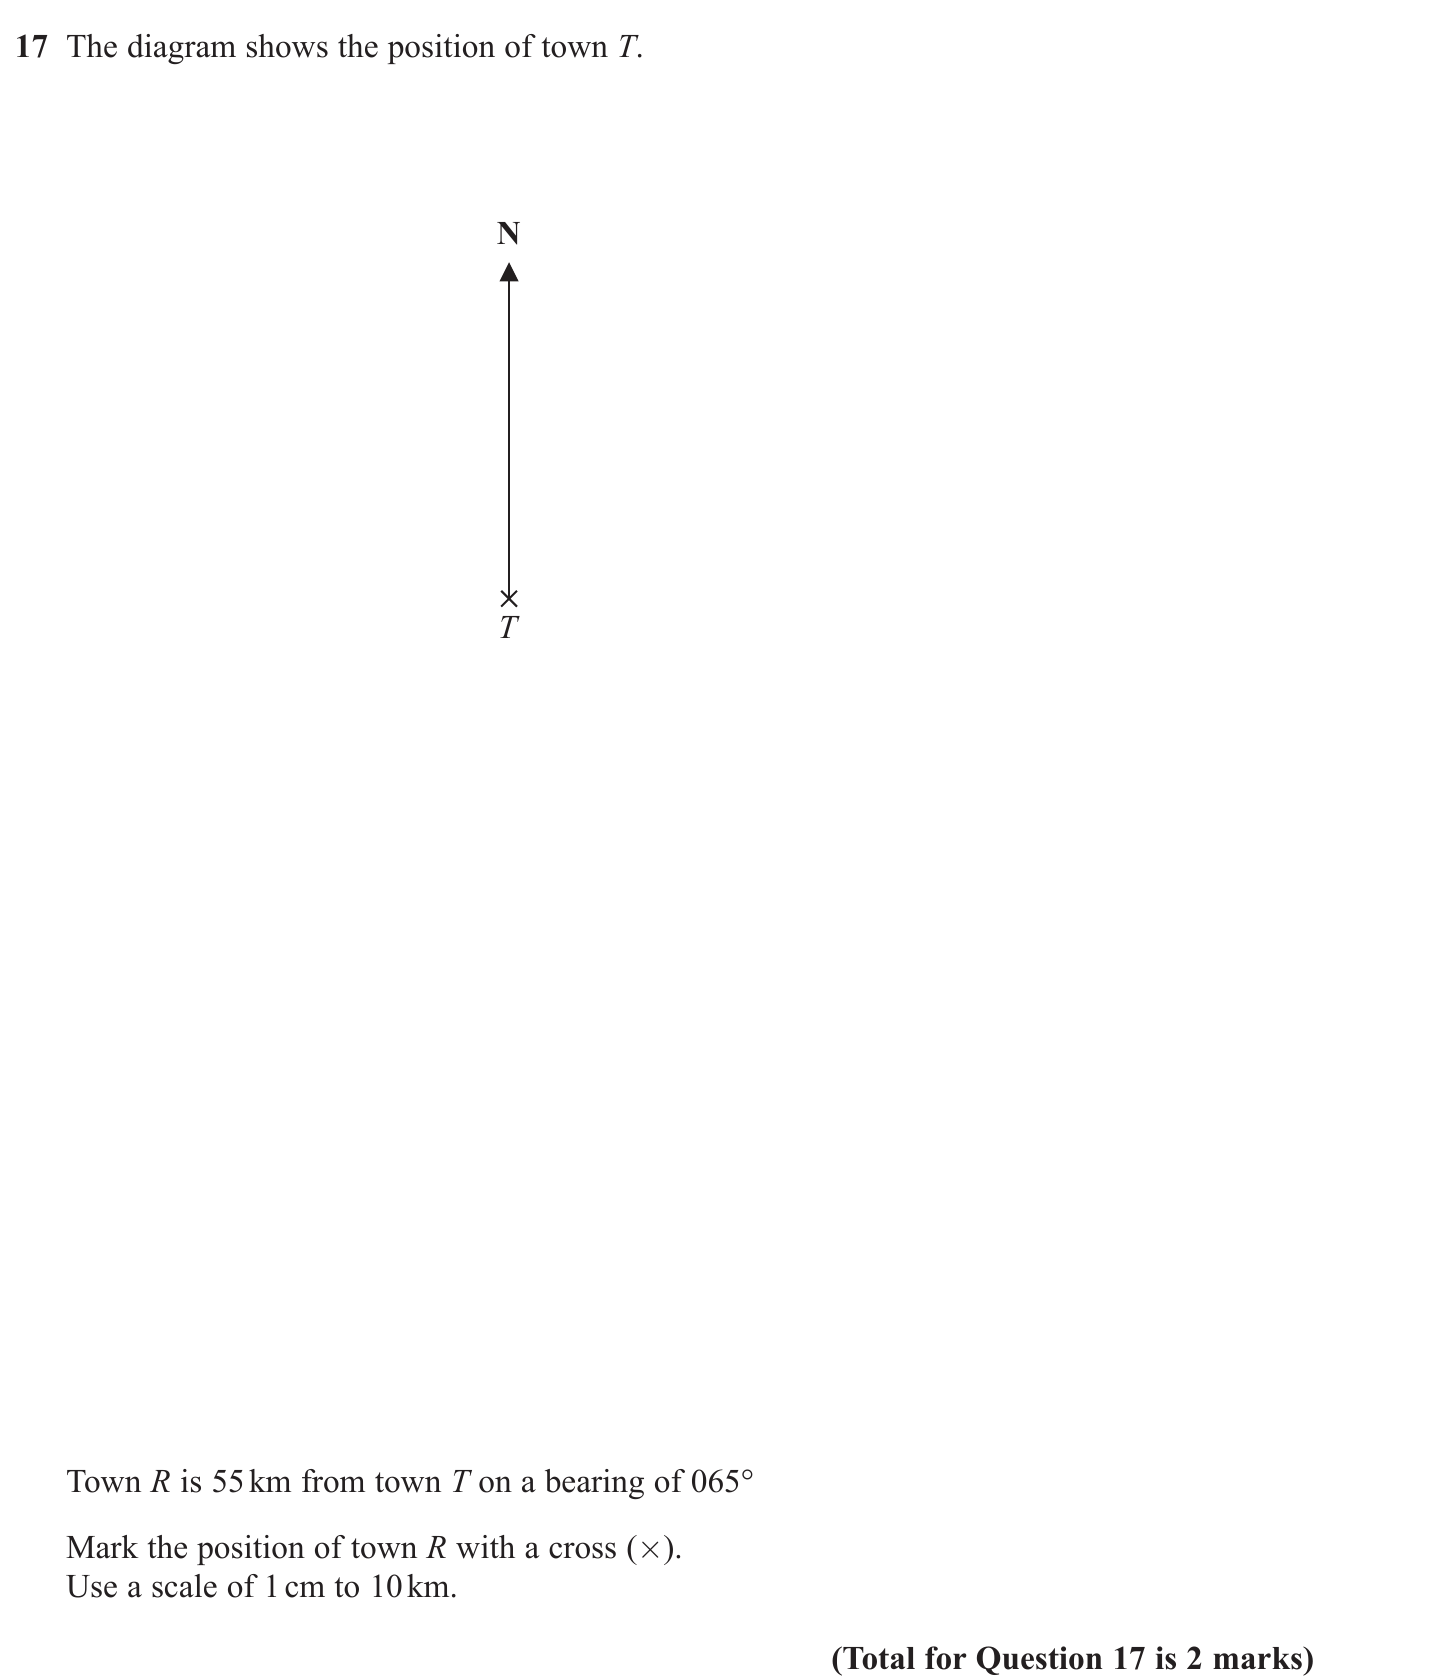 17 The diagram shows the position of town T.
N
T
Town R is 55 km from town T on a bearing of 065°
Mark the position of town R with a cross (×).
Use a scale of 1 cm to 10 km.
(Total for Question 17 is 2 marks)